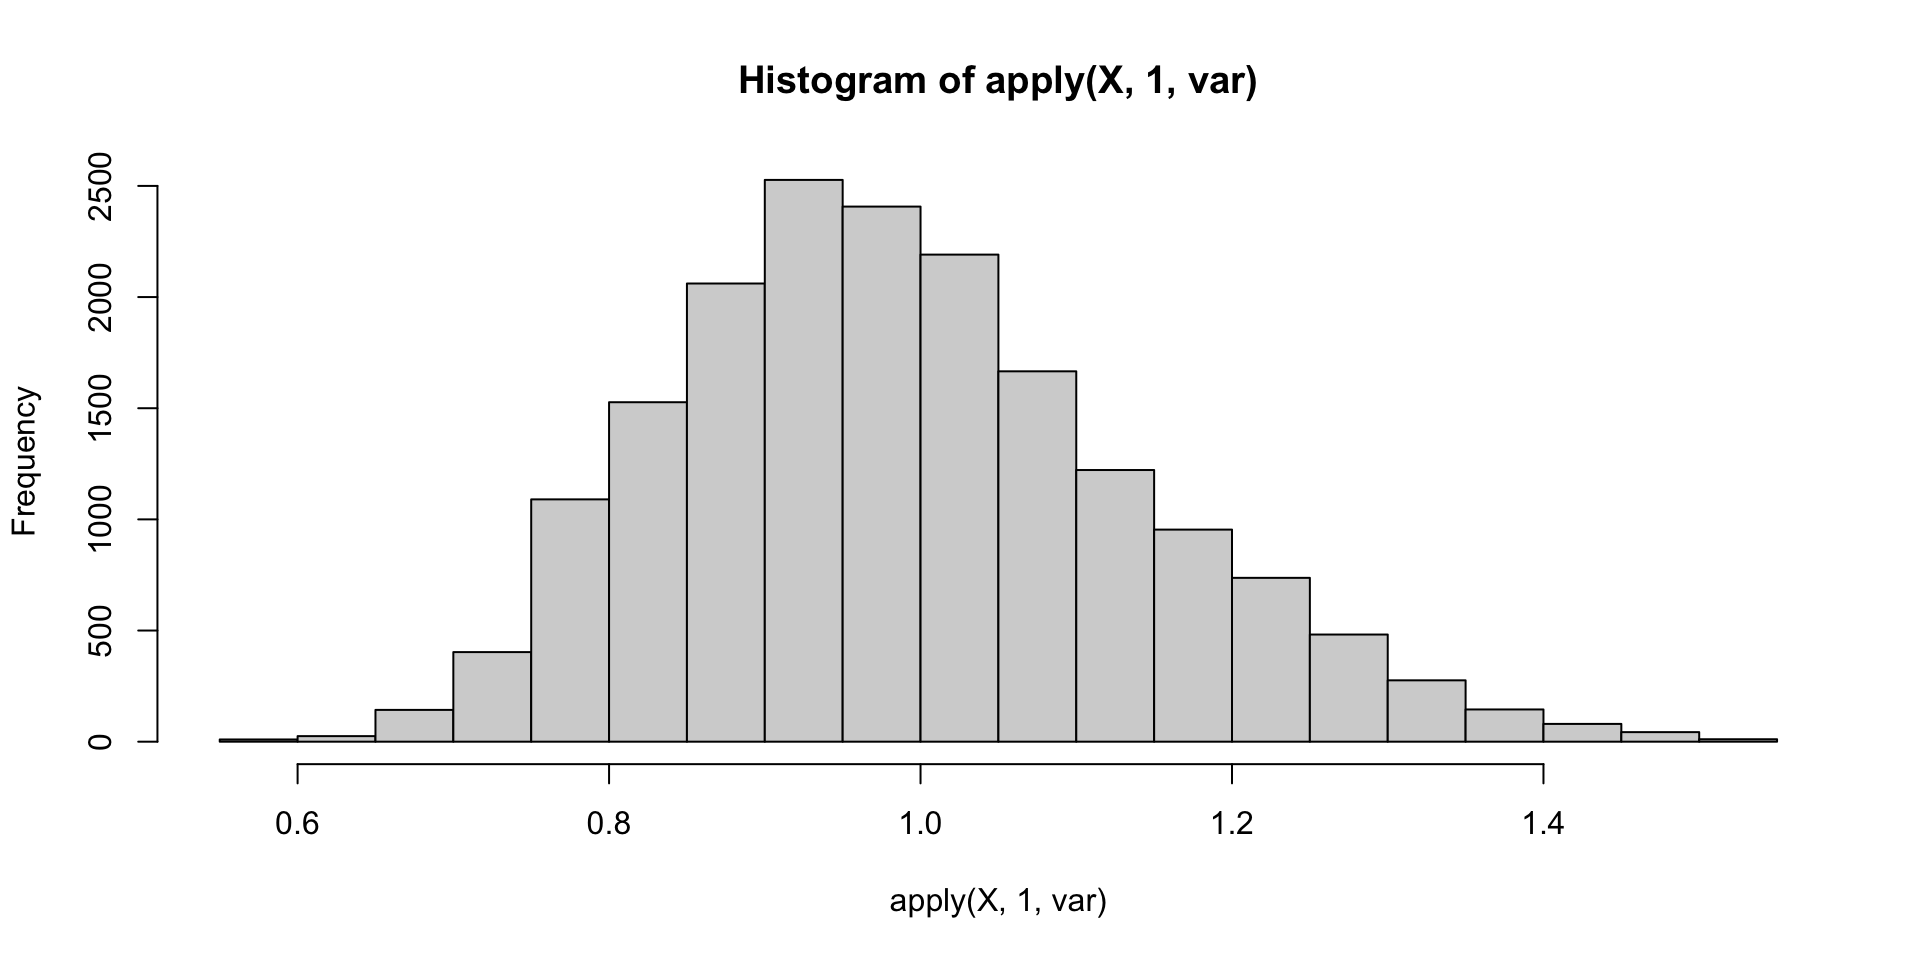 Histogram of apply(X, 1, var)
Frequency
2500
2000
1500
1000
500
0
0.6 0.8 1.0 1.2 1.4
apply(X, 1, var)